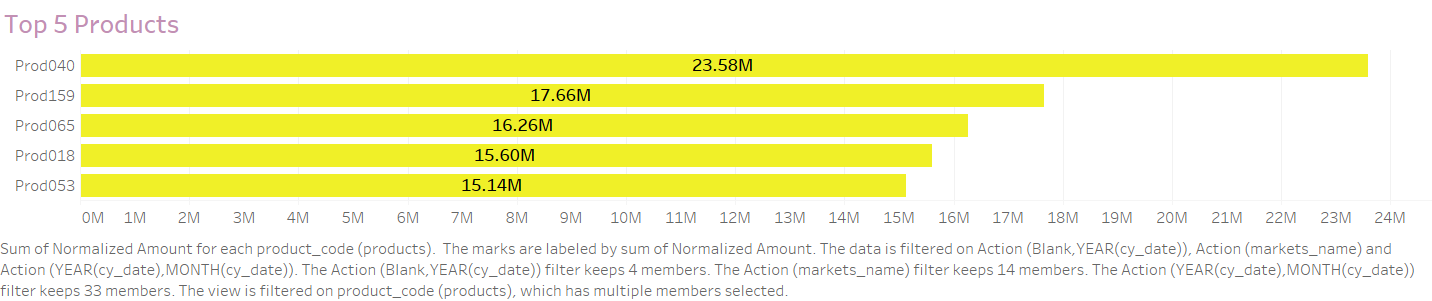 Top 5 Products
Prod040 23.58M
Prod159 17.66M
Prod065 16.26M
Prod018 15.60M
Prod053 15.14M
0M 1M 2M 3M 4M 5M 6M 7M 8M 9M 10M 11M 12M 13M 14M 15M 16M 17M 18M 19M 20M 21M 22M 23M 24M
Sum of Normalized Amount for each product_code (products). The marks are labeled by sum of Normalized Amount. The data is filtered on Action (Blank,YEAR(cy_date)), Action (markets_name) and
Action (YEAR(cy_date),MONTH(cy_date)). The Action (Blank,YEAR(cy_date)) filter keeps 4 members. The Action (markets_name) filter keeps 14 members. The Action (YEAR(cy_date),MONTH(cy_date))
filter keeps 33 members. The view is filtered on product_code (products), which has multiple members selected.